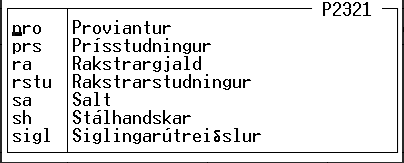 P2321
pro Proviantur
prs Prísstudningur
ra Rakstrargjald
rstu Rakstrarstudningur
sa Salt
sh Stálhandskar
sigl Siglingarútreiðslur